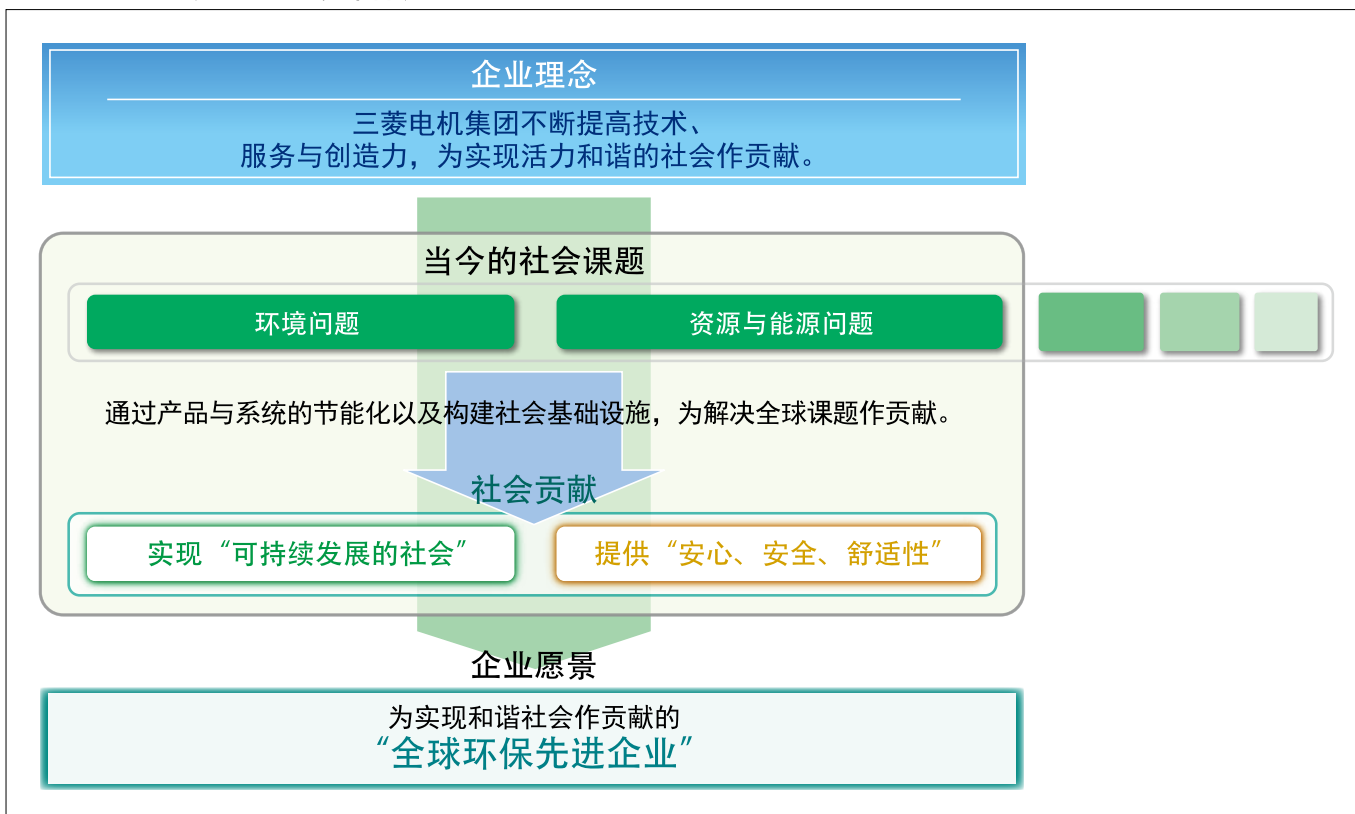 企业理念
三菱电机集团不断提高技术、
服务与创造力，为实现活力和谐的社会作贡献。
当今的社会课题
环境问题
资源与能源问题
通过产品与系统的节能化以及构建社会基础设施，为解决全球课题作贡献。
社会贡献
实现“可持续发展的社会”
提供“安心、安全、舒适性”
企业愿景
为实现和谐社会作贡献的
“全球环保先进企业”